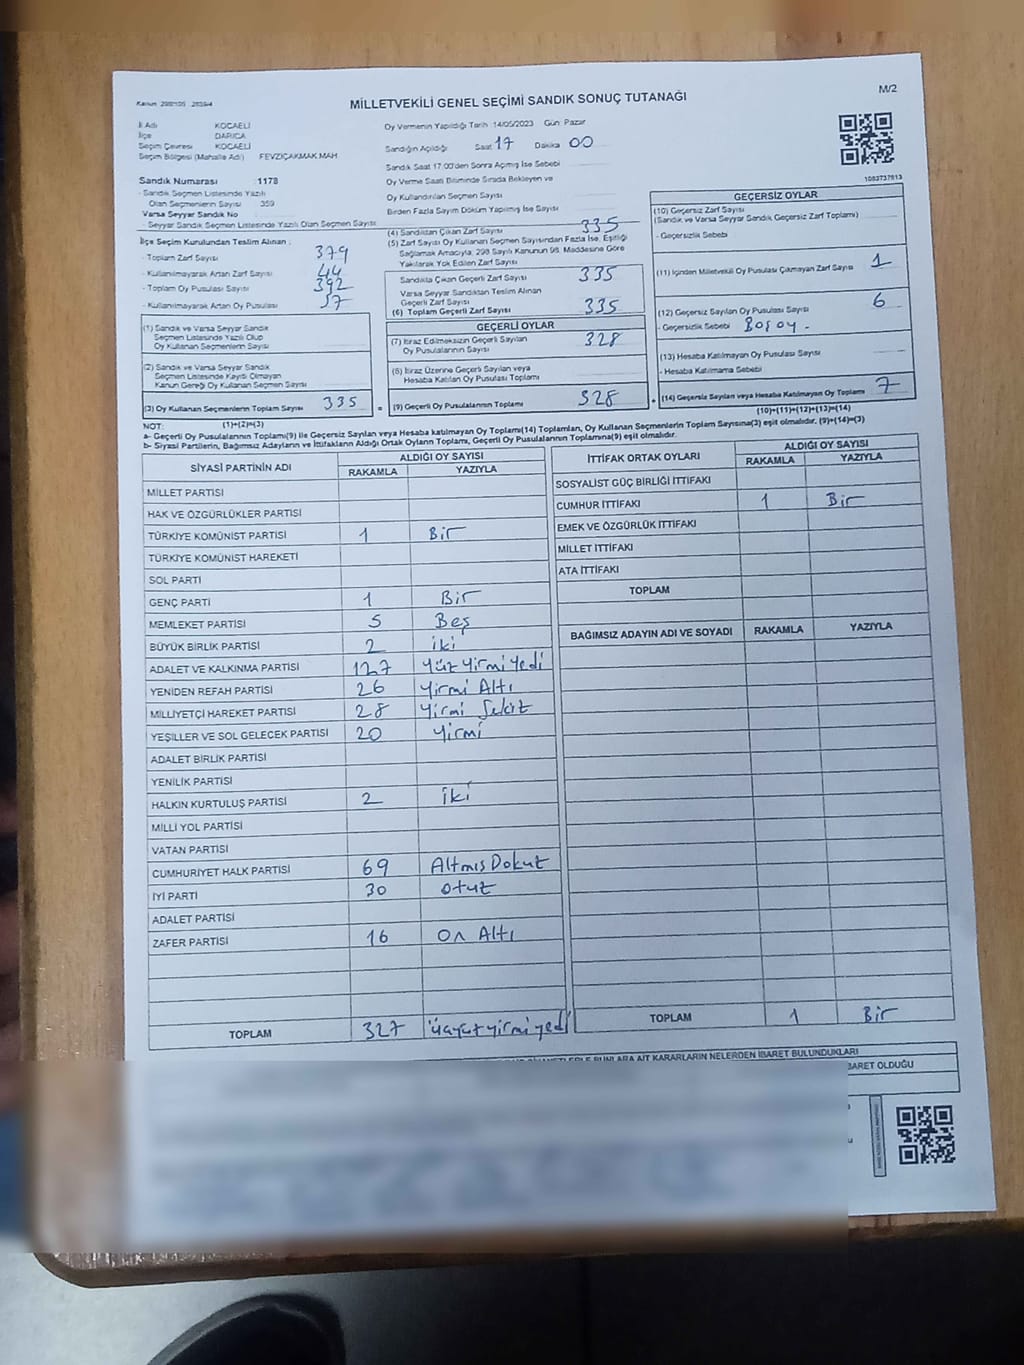 M/2
Kanun
MİLLETVEKİLİ GENEL SEÇİMİ SANDIK SONUÇ TUTANAĞI
İl Adı KOCAELİ
İlçe DARICA
Seçim Çevresi KOCAELİ
Seçim Bölgesi (Mahalle Adı) FEVZİÇAKMAK MAH.
Sandık Numarası 1178
- Sandık Seçmen Listesinde Yazılı
Olan Seçmenlerin Sayısı 359
Varsa Seyyar Sandık No
- Seyyar Sandık Seçmen Listesinde Yazılı Olan Seçmen Sayısı
Oy Vermenin Yapıldığı Tarih 14/05/2023 Gün: Pazar
Sandığın Açıldığı Saat 17 Dakika 00
Sandık Saat 17:00'den Sonra Açılmış İse Sebebi
Oy Verme Saati Bitiminde Sırada Bekleyen ve
Oy Kullandırılan Seçmen Sayısı
Birden Fazla Sayım Döküm Yapılmış İse Sayısı
1083737813
İlçe Seçim Kurulundan Teslim Alınan ;
- Toplam Zarf Sayısı 379
- Kullanılmayarak Artan Zarf Sayısı 44
- Toplam Oy Pusulası Sayısı 392
- Kullanılmayarak Artan Oy Pusulası 57
(4) Sandıktan Çıkan Zarf Sayısı 335
(5) Zarf Sayısı Oy Kullanan Seçmen Sayısından Fazla İse, Eşitliği
Sağlamak Amacıyla, 298 Sayılı Kanunun 98. Maddesine Göre
Yakılarak Yok Edilen Zarf Sayısı
Sandıkta Çıkan Geçerli Zarf Sayısı 335
Varsa Seyyar Sandıktan Teslim Alınan
Geçerli Zarf Sayısı
(6) Toplam Geçerli Zarf Sayısı 335
GEÇERSİZ OYLAR
(10) Geçersiz Zarf Sayısı
(Sandık ve Varsa Seyyar Sandık Geçersiz Zarf Toplamı)
- Geçersizlik Sebebi
(11) İçinden Milletvekili Oy Pusulası Çıkmayan Zarf Sayısı 1
(12) Geçersiz Sayılan Oy Pusulası Sayısı 6
- Geçersizlik Sebebi Boş oy.
(13) Hesaba Katılmayan Oy Pusulası Sayısı
- Hesaba Katılmama Sebebi
(14) Geçersiz Sayılan veya Hesaba Katılmayan Oy Toplamı 7
(10)+(11)+(12)+(13)=(14)
(1) Sandık ve Varsa Seyyar Sandık
Seçmen Listesinde Yazılı Olup
Oy Kullanan Seçmenlerin Sayısı
(2) Sandık ve Varsa Seyyar Sandık
Seçmen Listesinde Kaydı Olmayan
Kanun Gereği Oy Kullanan Seçmen Sayısı
(3) Oy Kullanan Seçmenlerin Toplam Sayısı 335
(1)+(2)=(3)
GEÇERLİ OYLAR
(7) İtiraz Edilmeksizin Geçerli Sayılan
Oy Pusulalarının Sayısı 328
(8) İtiraz Üzerine Geçerli Sayılan veya
Hesaba Katılan Oy Pusulası Toplamı
= (9) Geçerli Oy Pusulalarının Toplamı 328 +
NOT:
a- Geçerli Oy Pusulalarının Toplamı(9) ile Geçersiz Sayılan veya Hesaba katılmayan Oy Toplamı(14) Toplamları, Oy Kullanan Seçmenlerin Toplam Sayısına(3) eşit olmalıdır. (9)+(14)=(3)
b- Siyasi Partilerin, Bağımsız Adayların ve İttifakların Aldığı Ortak Oyların Toplamı, Geçerli Oy Pusulalarının Toplamına(9) eşit olmalıdır.
SİYASİ PARTİNİN ADI ALDIĞI OY SAYISI
RAKAMLA YAZIYLA
MİLLET PARTİSİ
HAK VE ÖZGÜRLÜKLER PARTİSİ
TÜRKİYE KOMÜNİST PARTİSİ 1 Bir
TÜRKİYE KOMÜNİST HAREKETİ
SOL PARTİ
GENÇ PARTİ 1 Bir
MEMLEKET PARTİSİ 5 Beş
BÜYÜK BİRLİK PARTİSİ 2 iki
ADALET VE KALKINMA PARTİSİ 127 Yüz Yirmi Yedi
YENİDEN REFAH PARTİSİ 26 Yirmi Altı
MİLLİYETÇİ HAREKET PARTİSİ 28 Yirmi Sekiz
YEŞİLLER VE SOL GELECEK PARTİSİ 20 Yirmi
ADALET BİRLİK PARTİSİ
YENİLİK PARTİSİ
HALKIN KURTULUŞ PARTİSİ 2 iki
MİLLİ YOL PARTİSİ
VATAN PARTİSİ
CUMHURİYET HALK PARTİSİ 69 Altmış Dokuz
İYİ PARTİ 30 otuz
ADALET PARTİSİ
ZAFER PARTİSİ 16 On Altı
TOPLAM 327 üçyüzyirmiyedi
İTTİFAK ORTAK OYLARI ALDIĞI OY SAYISI
RAKAMLA YAZIYLA
SOSYALİST GÜÇ BİRLİĞİ İTTİFAKI
CUMHUR İTTİFAKI 1 Bir
EMEK VE ÖZGÜRLÜK İTTİFAKI
MİLLET İTTİFAKI
ATA İTTİFAKI
TOPLAM
BAĞIMSIZ ADAYIN ADI VE SOYADI RAKAMLA YAZIYLA
TOPLAM 1 Bir
BUNLARA AİT KARARLARIN NELERDEN İBARET BULUNDUKLARI
OLDUĞU